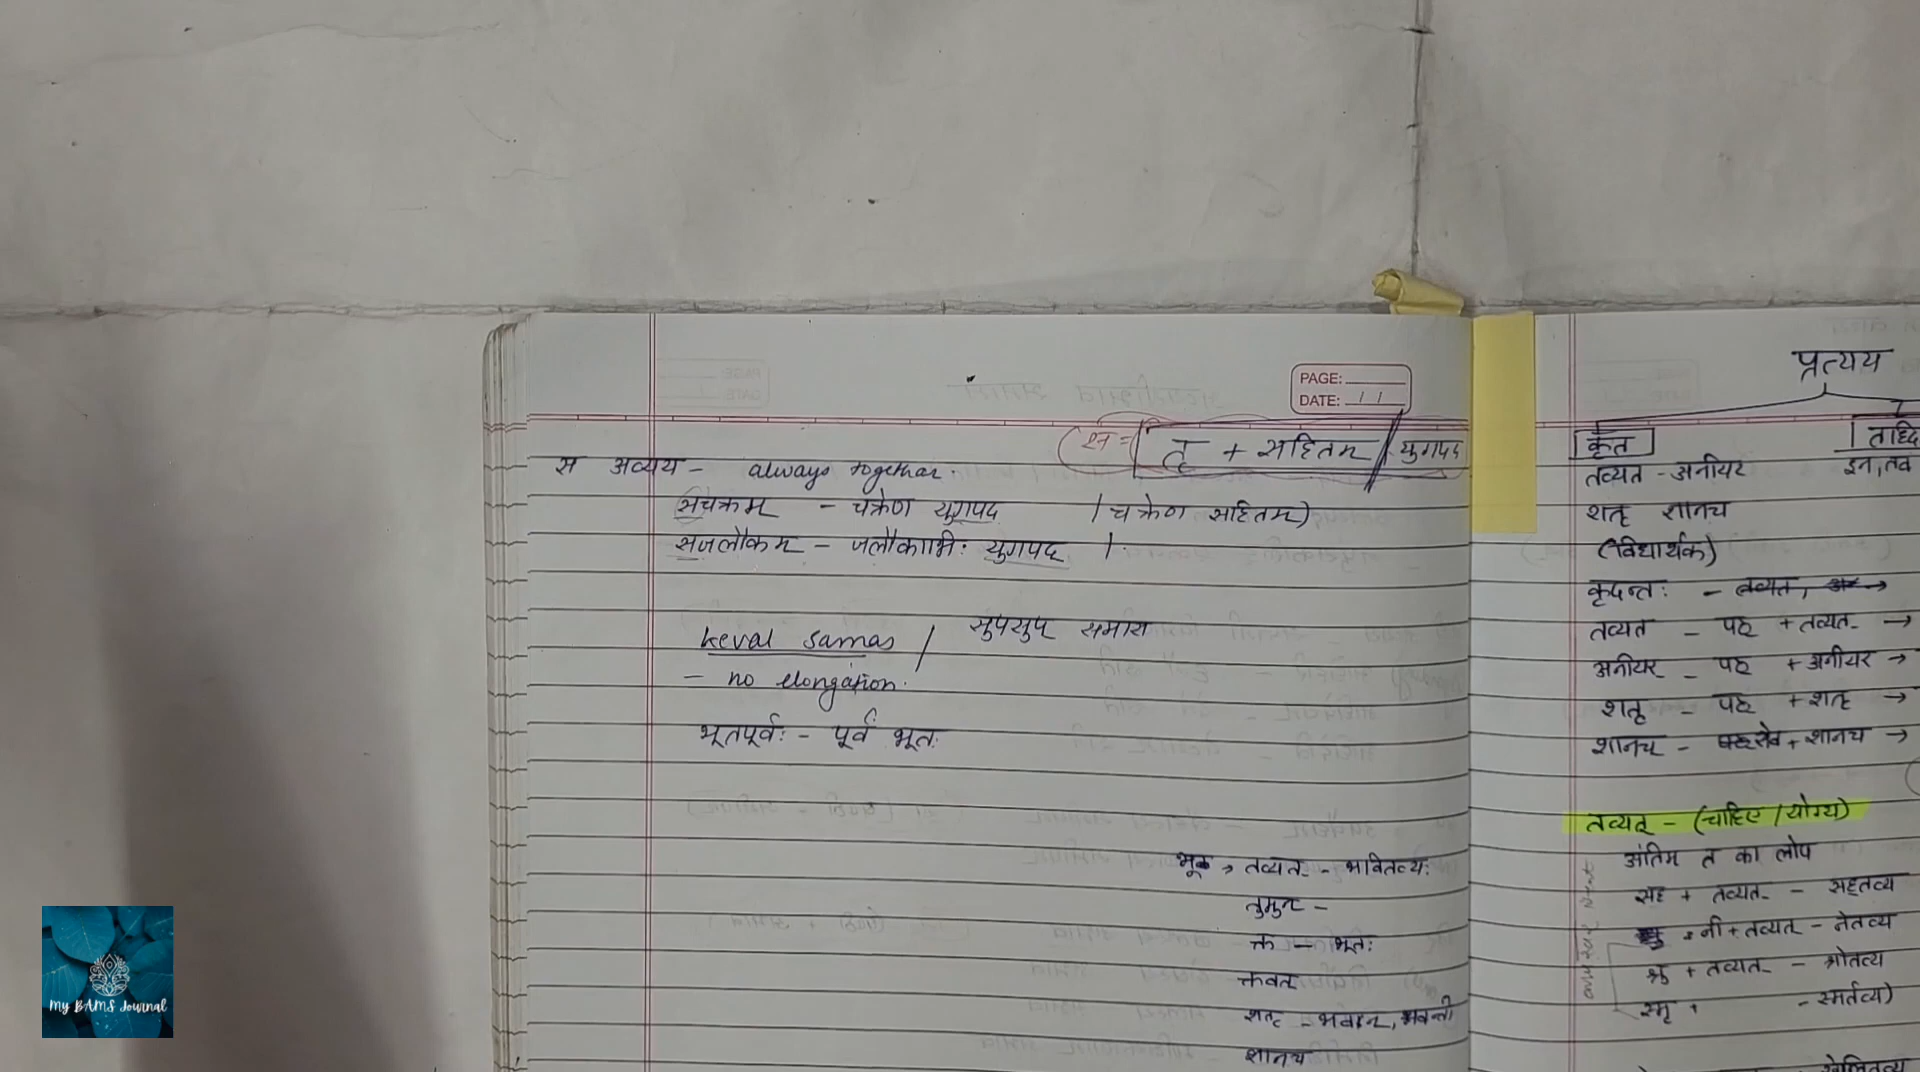 PAGE:
DATE: / /
स = तृ + सहितम / युगपद
स अव्यय - always together.
सचक्रम - चक्रेण युगपद / चक्रेण सहितम)
सजलौकम - जलौकाभिः युगपद /
keval samas / सुपसुप समास
- no elongation.
भूतपूर्वः - पूर्वं भूतः
तव्यत - भवितव्यः
तुमुन -
क्त - भूतः
क्तवत
शतृ - भवान, भवन्ती
शानच
प्रत्यय
कृत
तद्धि
तव्यत - अनीयर
इन, तव
शतृ शानच
(विद्यार्थक)
कृदन्तः - तव्यत, →
तव्यत - पठ + तव्यत →
अनीयर - पठ + अनीयर →
शतृ - पठ + शतृ →
शानच - सेव + शानच →
तव्यत - (चाहिए / योग्य)
अंतिम त का लोप
सह + तव्यत - सहतव्य
नी + तव्यत - नेतव्य
श्रु + तव्यत - श्रोतव्य
स्मृ + - स्मर्तव्य)
My BAMS Journal